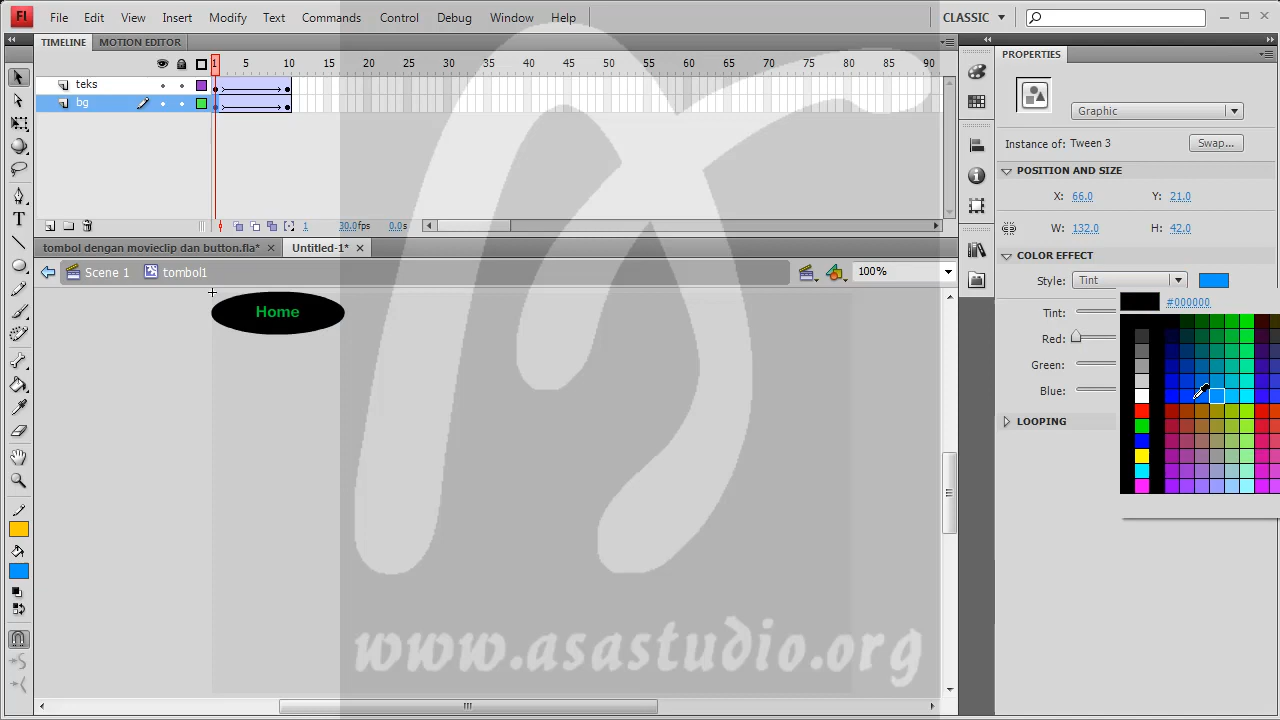 Fl File Edit View Insert Modify Text Commands Control Debug Window Help CLASSIC
TIMELINE MOTION EDITOR
PROPERTIES
1 5 10 15 20 25 30 35 40 45 50 55 60 65 70 75 80 85 90
teks
bg
Graphic
Instance of: Tween 3 Swap...
POSITION AND SIZE
X: 66.0 Y: 21.0
W: 132.0 H: 42.0
1 30.0fps 0.0s
tombol dengan movieclip dan button.fla* Untitled-1*
COLOR EFFECT
Scene 1 tombol1 100%
Style: Tint
#000000
Home
Tint:
Red:
Green:
Blue:
LOOPING
www.asastudio.org